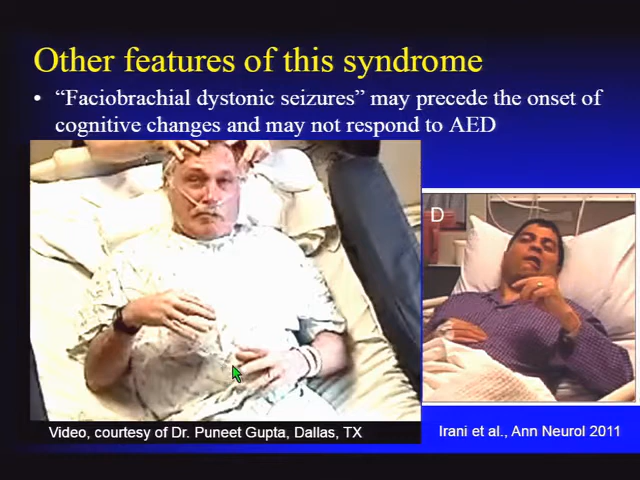 Other features of this syndrome
• “Faciobrachial dystonic seizures” may precede the onset of
cognitive changes and may not respond to AED
D
Video, courtesy of Dr. Puneet Gupta, Dallas, TX
Irani et al., Ann Neurol 2011